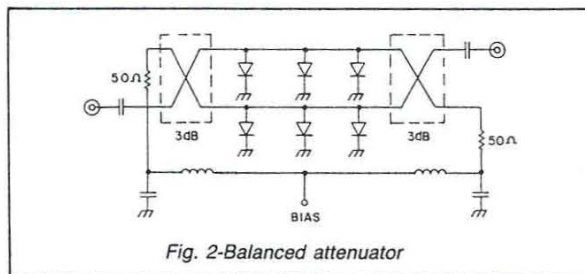 50Ω
3dB
3dB
50Ω
BIAS
Fig. 2-Balanced attenuator